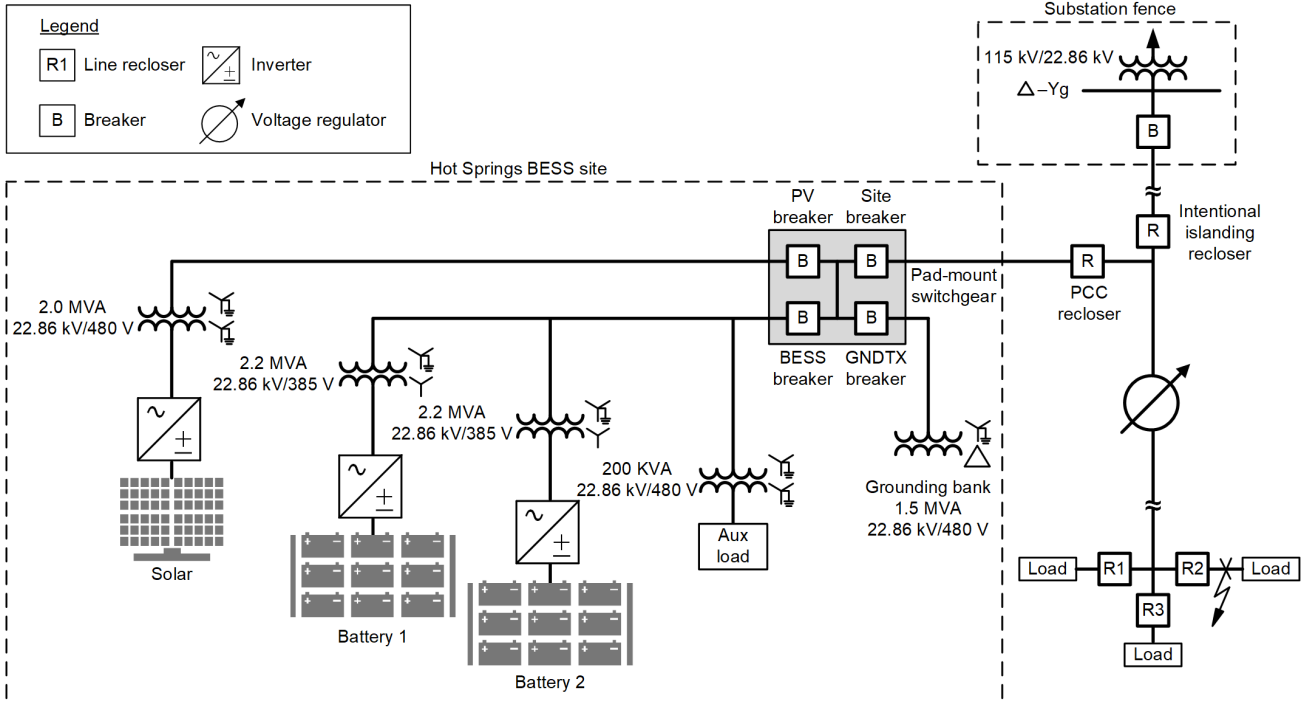 Legend
R1 Line recloser
Inverter
B Breaker
Voltage regulator
Substation fence
115 kV/22.86 kV
△–Yg
B
Hot Springs BESS site
PV
breaker
Site
breaker
B
B
B
B
BESS
breaker
GNDTX
breaker
Pad-mount
switchgear
R
PCC
recloser
R
Intentional
islanding
recloser
2.0 MVA
22.86 kV/480 V
2.2 MVA
22.86 kV/385 V
2.2 MVA
22.86 kV/385 V
200 KVA
22.86 kV/480 V
Aux
load
Grounding bank
1.5 MVA
22.86 kV/480 V
Solar
Battery 1
Battery 2
Load
R1
R2
Load
R3
Load